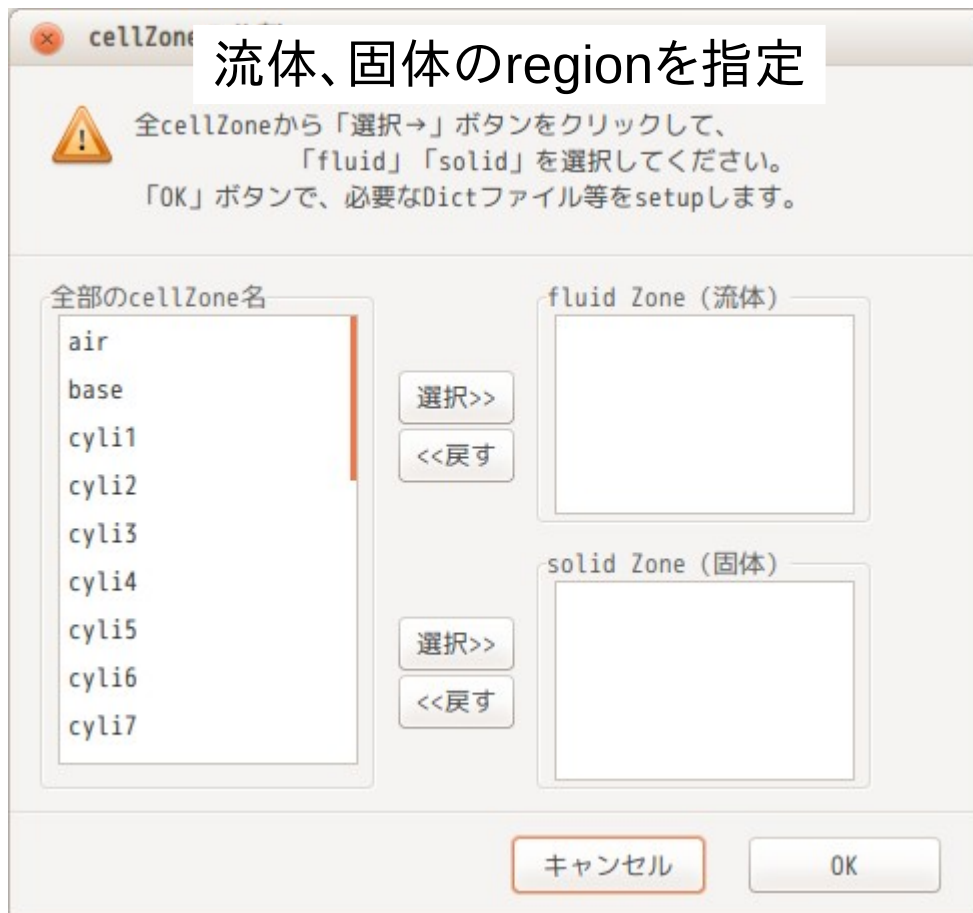 cellZone
流体、固体のregionを指定
全cellZoneから「選択→」ボタンをクリックして、
「fluid」「solid」を選択してください。
「OK」ボタンで、必要なDictファイル等をsetupします。
全部のcellZone名
air
base
cyli1
cyli2
cyli3
cyli4
cyli5
cyli6
cyli7
選択>>
<<戻す
選択>>
<<戻す
fluid Zone (流体)
solid Zone (固体)
キャンセル
OK